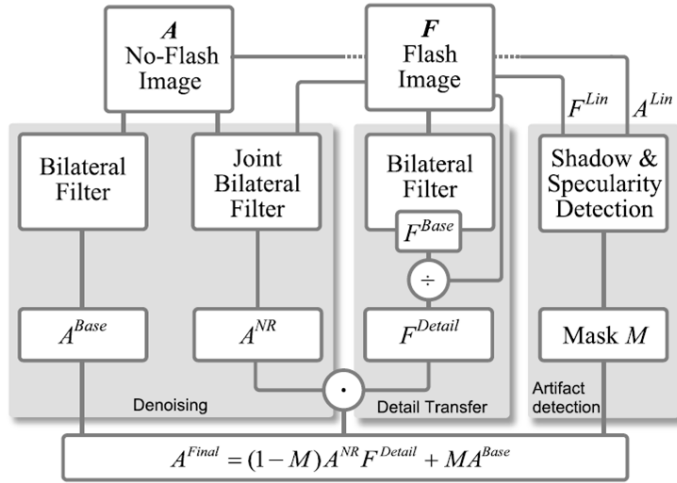 A
No-Flash
Image
F
Flash
Image
F^Lin
A^Lin
Bilateral
Filter
Joint
Bilateral
Filter
Bilateral
Filter
F^Base
Shadow &
Specularity
Detection
÷
A^Base
A^NR
F^Detail
Mask M
·
Denoising
Detail Transfer
Artifact
detection
A^Final = (1−M)A^NR F^Detail + MA^Base